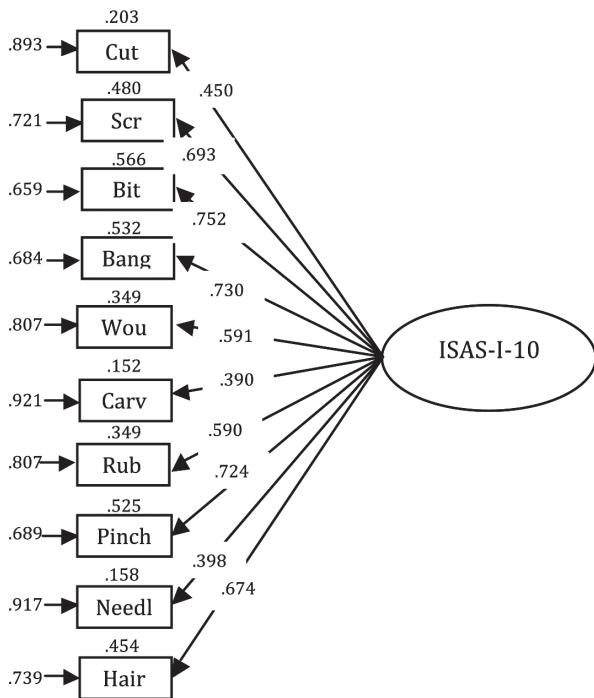 .203
.893
Cut
.450
.480
.721
Scr
.693
.566
.659
Bit
.752
.532
.684
Bang
.730
.349
.807
Wou
.591
ISAS-I-10
.152
.921
Carv
.390
.349
.807
Rub
.590
.724
.525
.689
Pinch
.398
.158
.917
Needl
.674
.454
.739
Hair